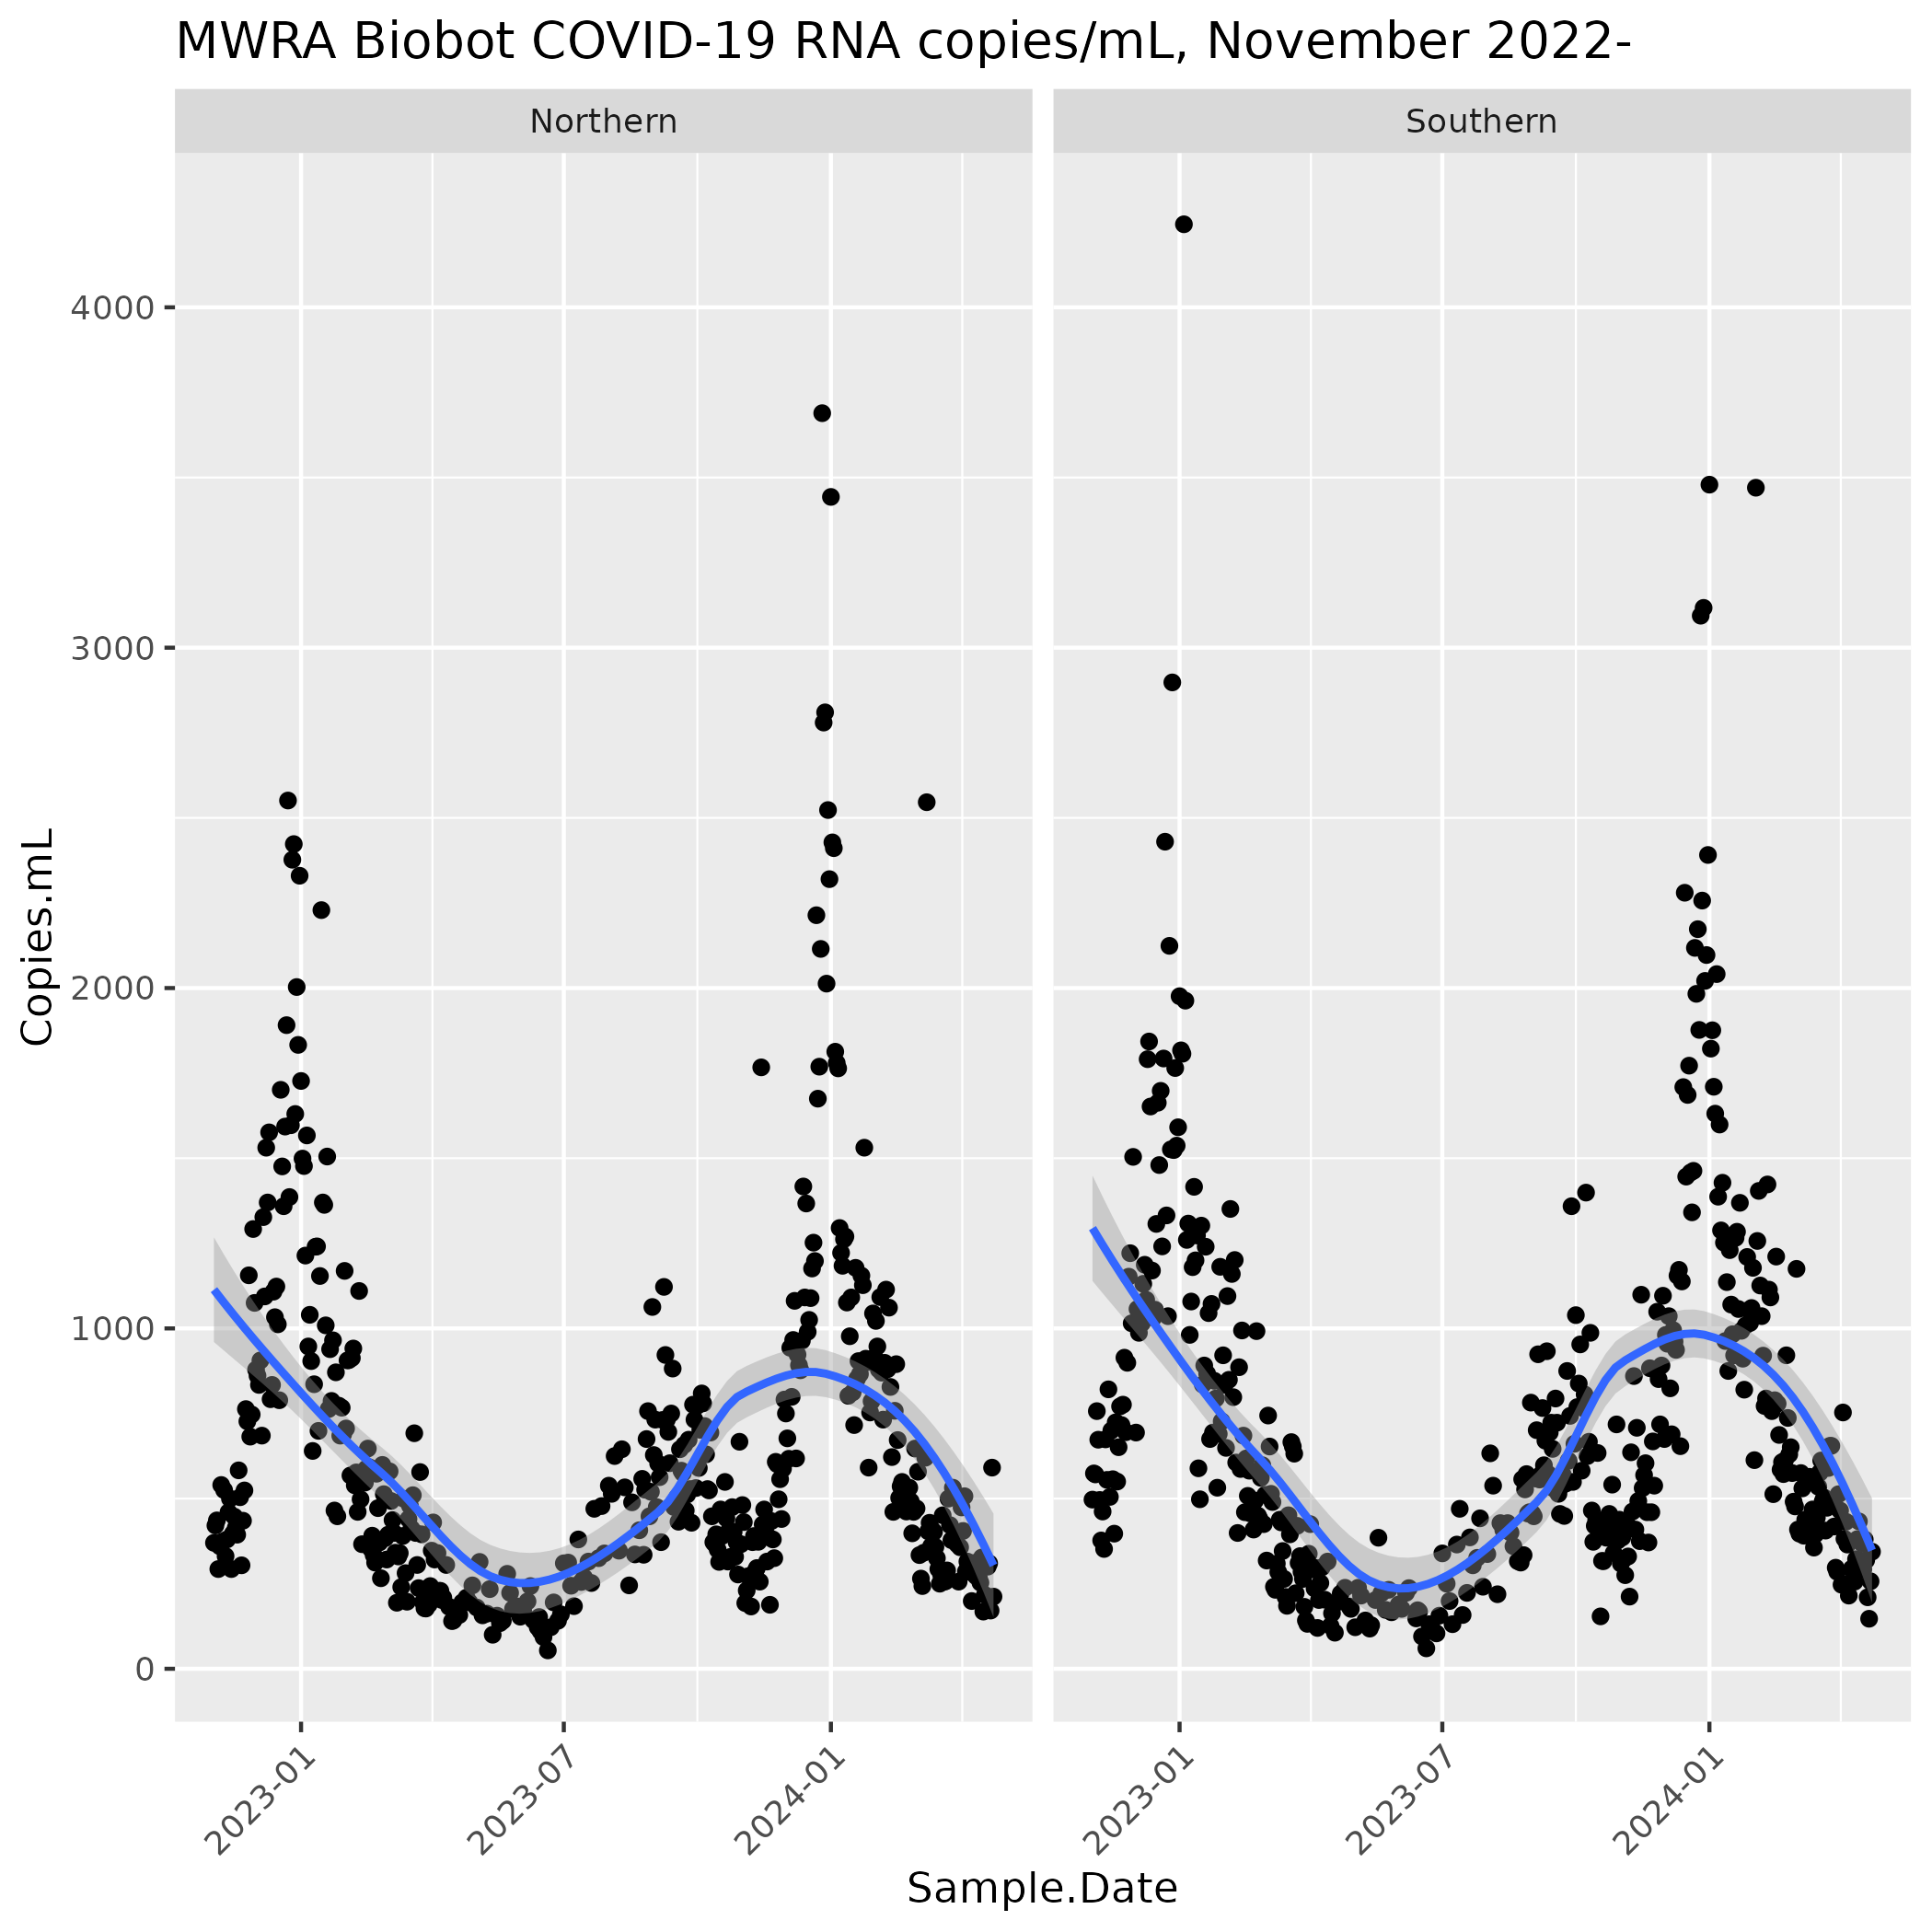 MWRA Biobot COVID-19 RNA copies/mL, November 2022-
Northern
Southern
Copies.mL
4000
3000
2000
1000
0
2023-01
2023-07
2024-01
2023-01
2023-07
2024-01
Sample.Date